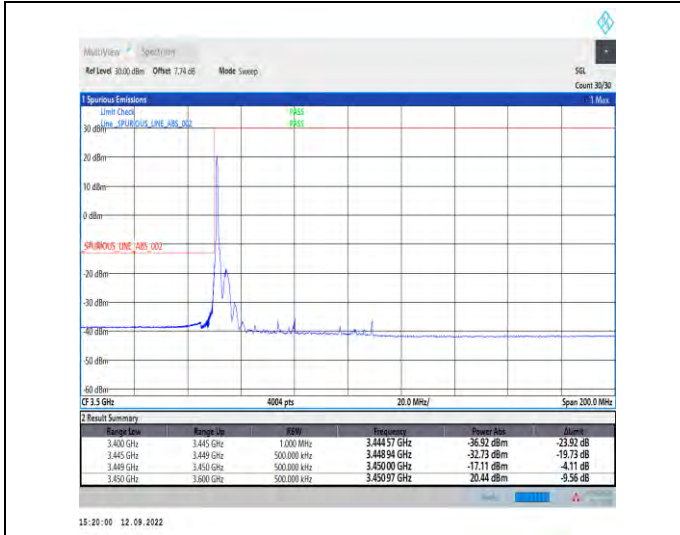 MultiView Spectrum
Ref Level 30.00 dBm Offset 7.74 dB Mode Sweep SGL
Count 30/30
1 Spurious Emissions 1 Max
Limit Check PASS
Line _SPURIOUS_LINE_ABS_002 PASS
30 dBm
20 dBm
10 dBm
0 dBm
_SPURIOUS_LINE_ABS_002
-20 dBm
-30 dBm
-40 dBm
-50 dBm
-60 dBm
CF 3.5 GHz 4004 pts 20.0 MHz/ Span 200.0 MHz
2 Result Summary
Range Low Range Up RBW Frequency Power Abs ΔLimit
3.400 GHz 3.445 GHz 1.000 MHz 3.444 57 GHz -36.92 dBm -23.92 dB
3.445 GHz 3.449 GHz 500.000 kHz 3.448 94 GHz -32.73 dBm -19.73 dB
3.449 GHz 3.450 GHz 500.000 kHz 3.450 00 GHz -17.11 dBm -4.11 dB
3.450 GHz 3.600 GHz 500.000 kHz 3.450 97 GHz 20.44 dBm -9.56 dB
Ready
15:20:00 12.09.2022